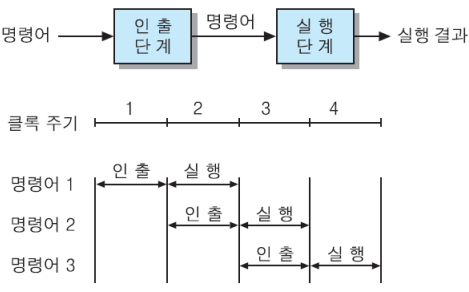 명령어 인 출 단 계 명령어 실 행 단 계 실행 결과
클록 주기 1 2 3 4
명령어 1 인 출 실 행
명령어 2 인 출 실 행
명령어 3 인 출 실 행